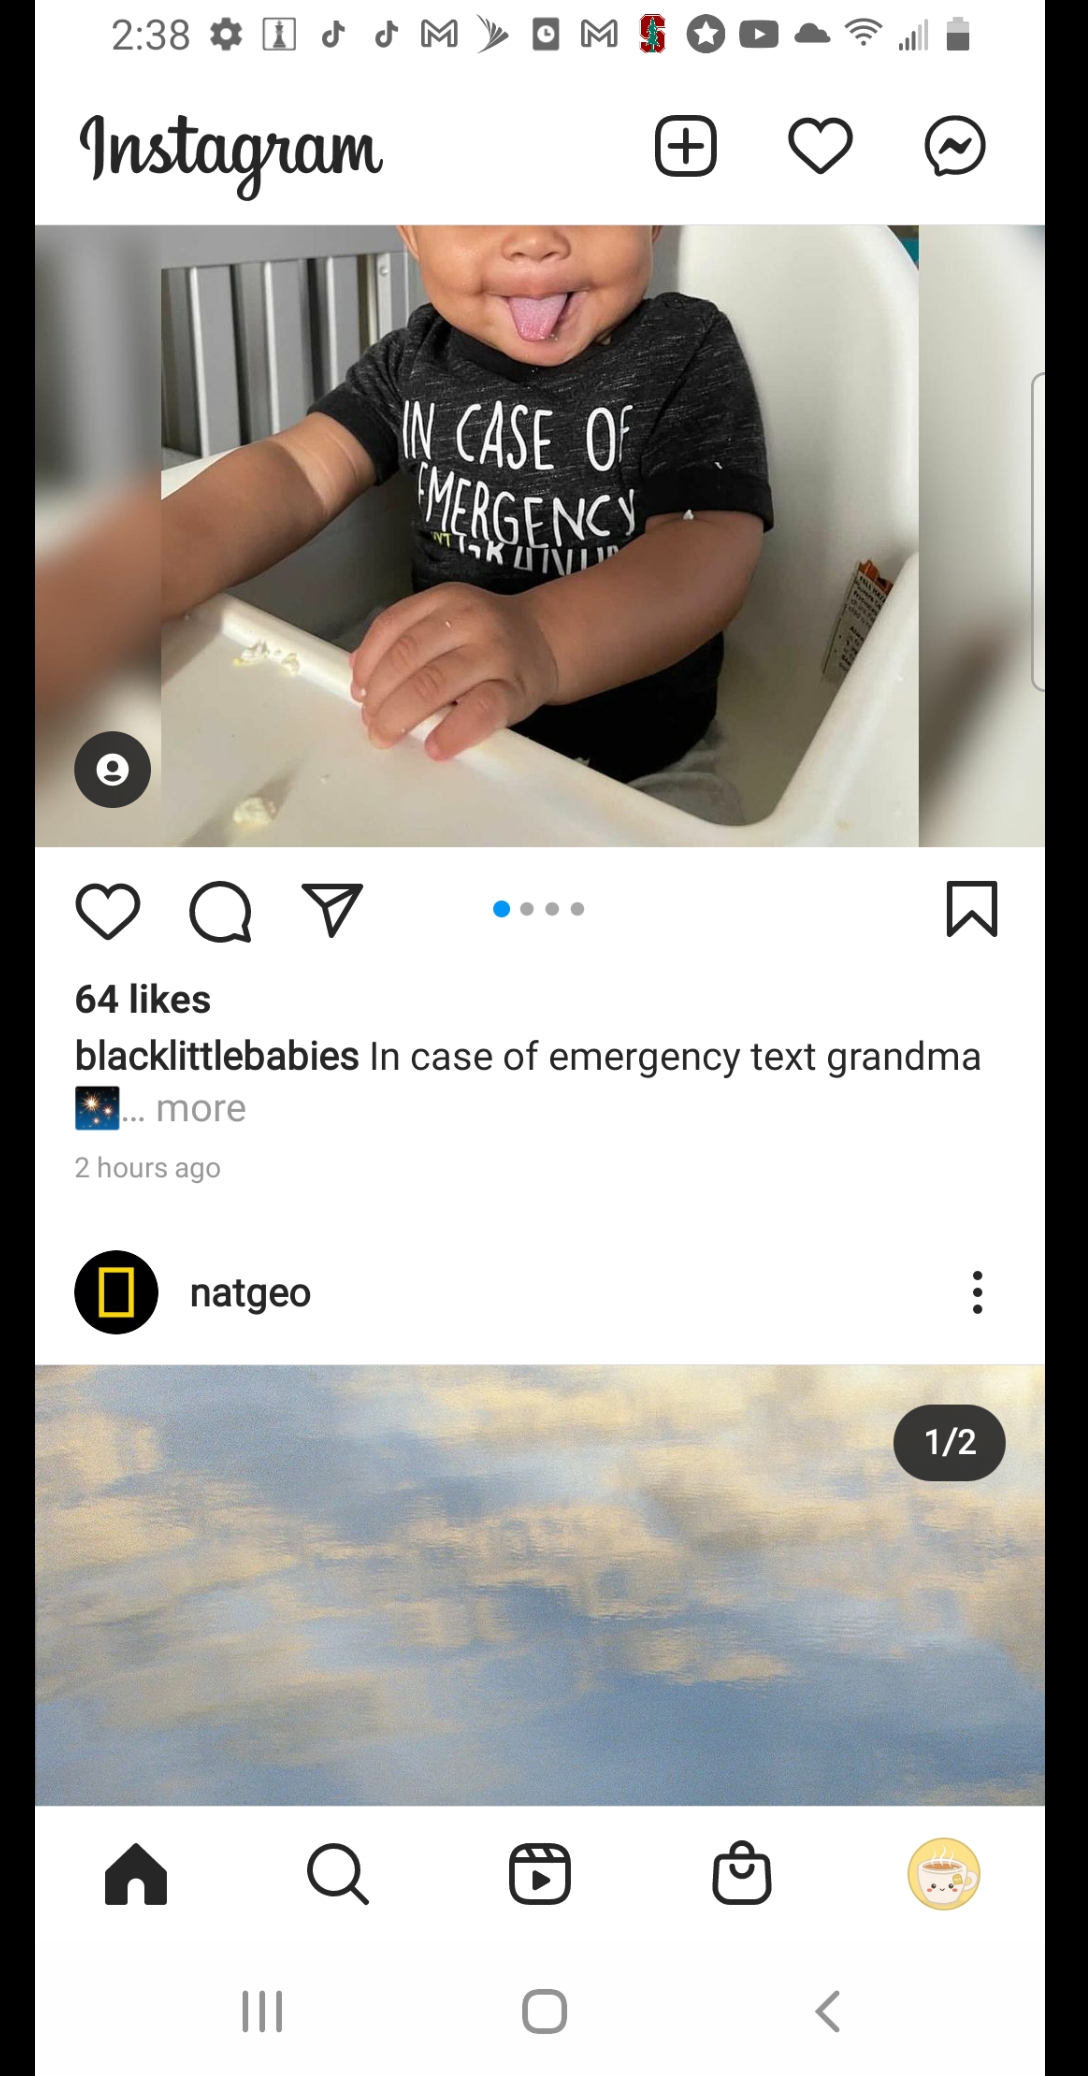 2:38
Instagram
IN CASE OF
EMERGENCY
64 likes
blacklittlebabies In case of emergency text grandma
... more
2 hours ago
natgeo
1/2